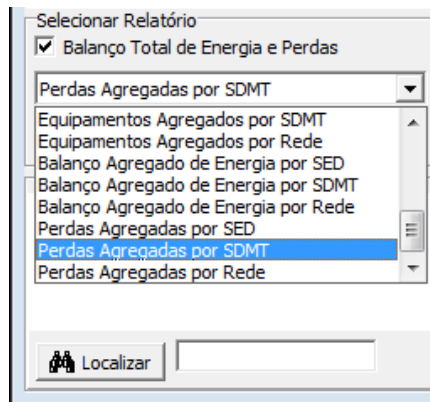 Selecionar Relatório
Balanço Total de Energia e Perdas
Perdas Agregadas por SDMT
Equipamentos Agregados por SDMT
Equipamentos Agregados por Rede
Balanço Agregado de Energia por SED
Balanço Agregado de Energia por SDMT
Balanço Agregado de Energia por Rede
Perdas Agregadas por SED
Perdas Agregadas por SDMT
Perdas Agregadas por Rede
Localizar